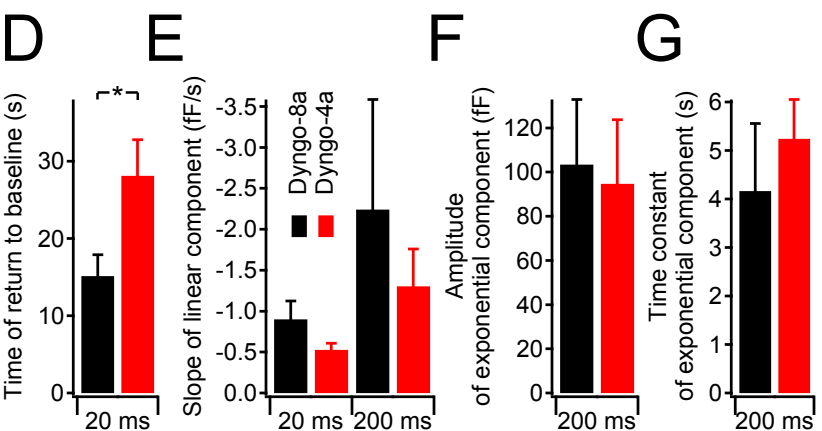 D
E
F
G
Time of return to baseline (s)
30
20
10
0
*
20 ms
Slope of linear component (fF/s)
-3.5
-3.0
-2.5
-2.0
-1.5
-1.0
-0.5
0.0
Dyngo-8a
Dyngo-4a
20 ms
200 ms
Amplitude
of exponential component (fF)
120
100
80
60
40
20
0
200 ms
Time constant
of exponential component (s)
6
5
4
3
2
1
0
200 ms